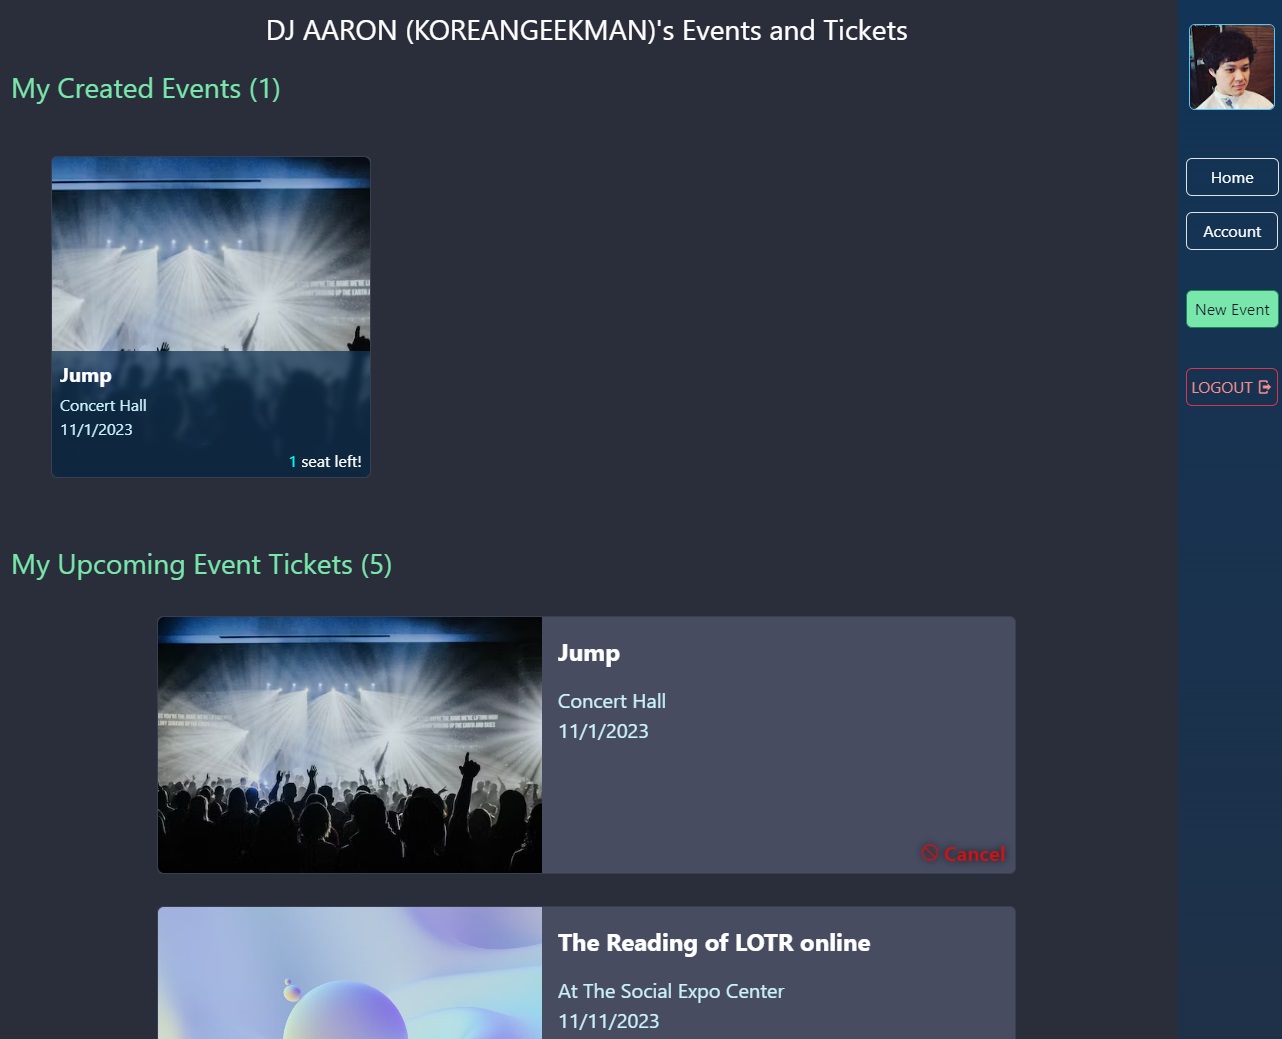 DJ AARON (KOREANGEEKMAN)'s Events and Tickets
My Created Events (1)
Jump
Concert Hall
11/1/2023
1 seat left!
My Upcoming Event Tickets (5)
Jump
Concert Hall
11/1/2023
Cancel
The Reading of LOTR online
At The Social Expo Center
11/11/2023
Home
Account
New Event
LOGOUT